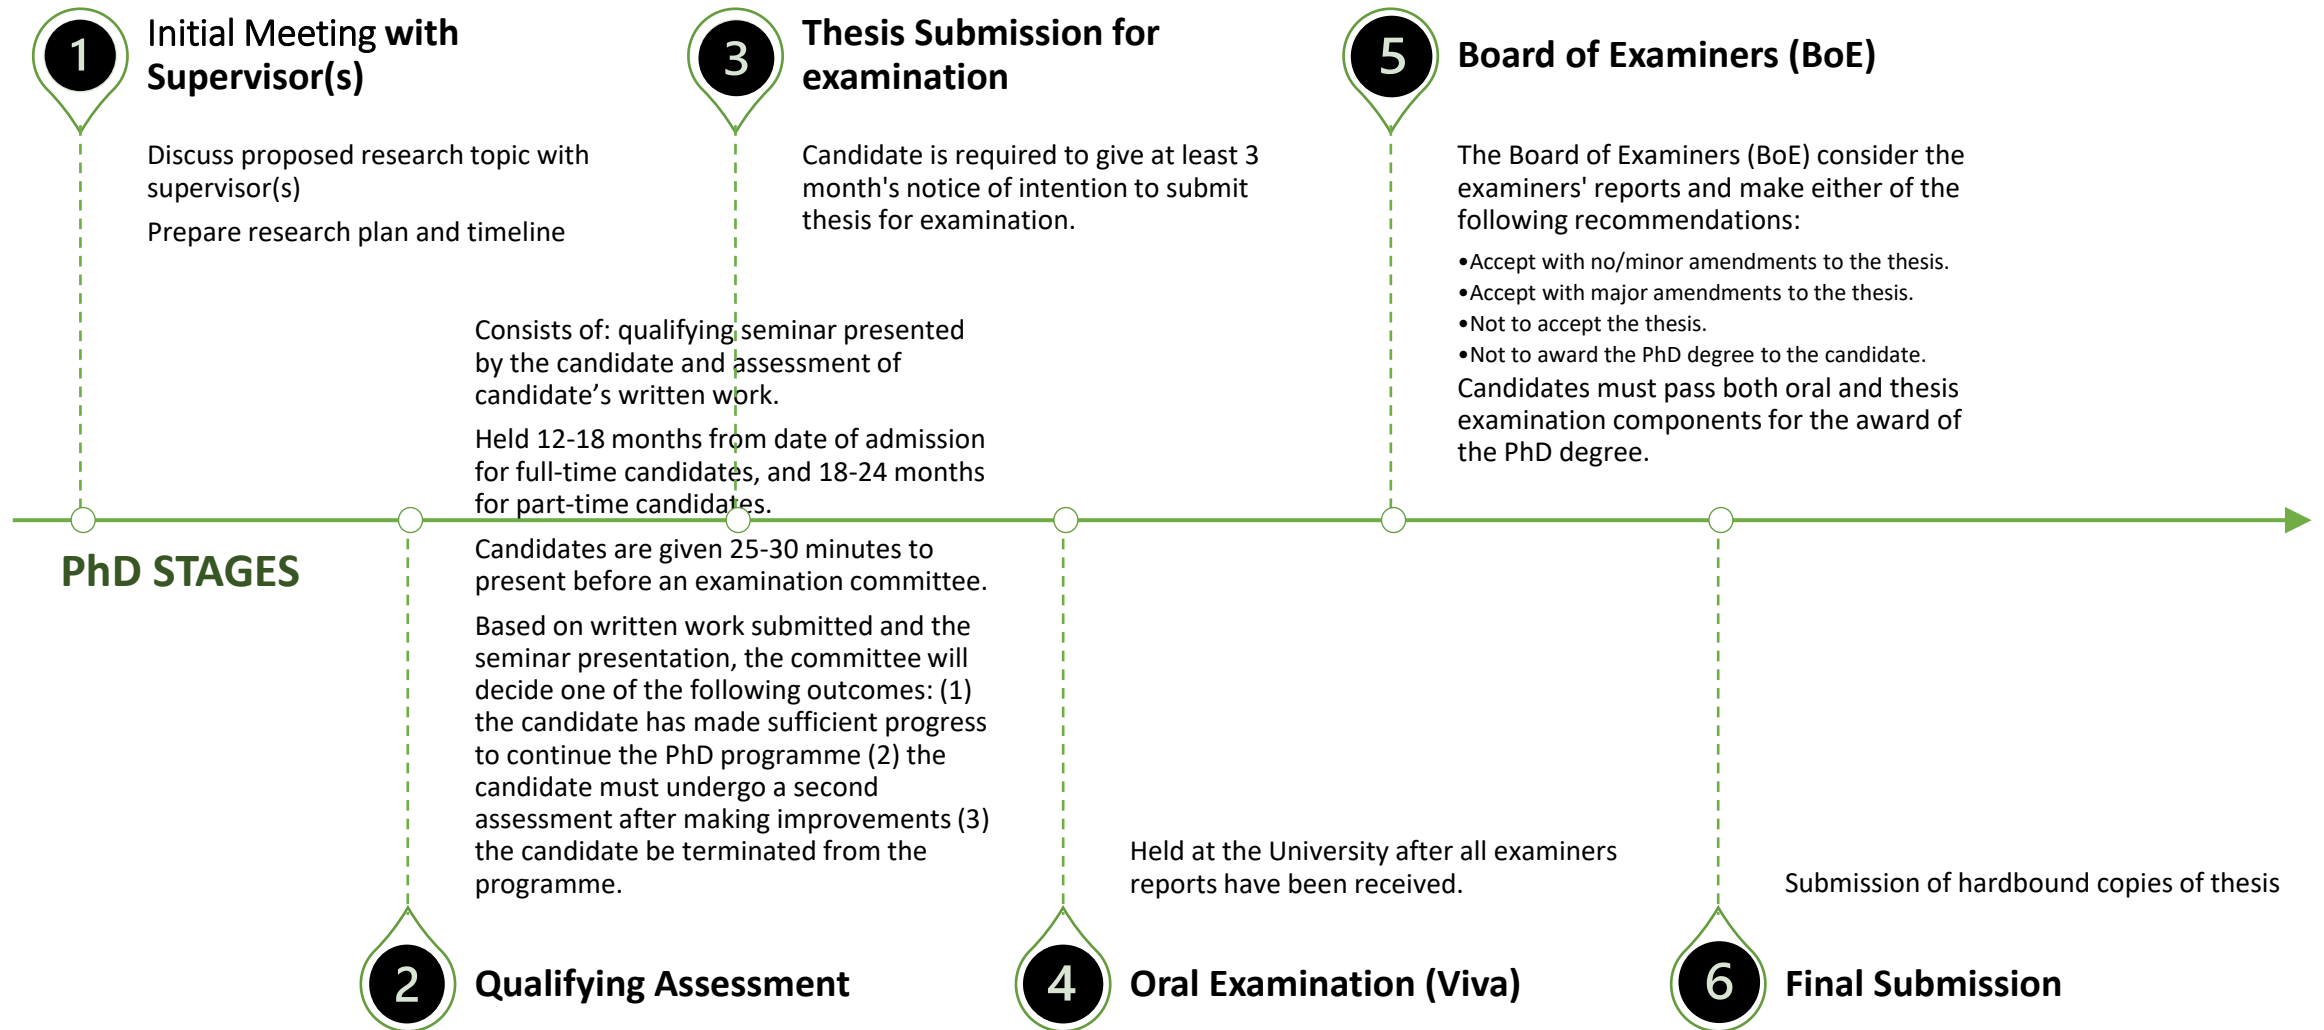 1
Initial Meeting with
Supervisor(s)
Discuss proposed research topic with
supervisor(s)
Prepare research plan and timeline
3
Thesis Submission for
examination
Candidate is required to give at least 3
month's notice of intention to submit
thesis for examination.
5
Board of Examiners (BoE)
The Board of Examiners (BoE) consider the
examiners' reports and make either of the
following recommendations:
•Accept with no/minor amendments to the thesis.
•Accept with major amendments to the thesis.
•Not to accept the thesis.
•Not to award the PhD degree to the candidate.
Candidates must pass both oral and thesis
examination components for the award of
the PhD degree.
PhD STAGES
Consists of: qualifying seminar presented
by the candidate and assessment of
candidate’s written work.
Held 12-18 months from date of admission
for full-time candidates, and 18-24 months
for part-time candidates.
Candidates are given 25-30 minutes to
present before an examination committee.
Based on written work submitted and the
seminar presentation, the committee will
decide one of the following outcomes: (1)
the candidate has made sufficient progress
to continue the PhD programme (2) the
candidate must undergo a second
assessment after making improvements (3)
the candidate be terminated from the
programme.
2
Qualifying Assessment
Held at the University after all examiners
reports have been received.
4
Oral Examination (Viva)
Submission of hardbound copies of thesis
6
Final Submission